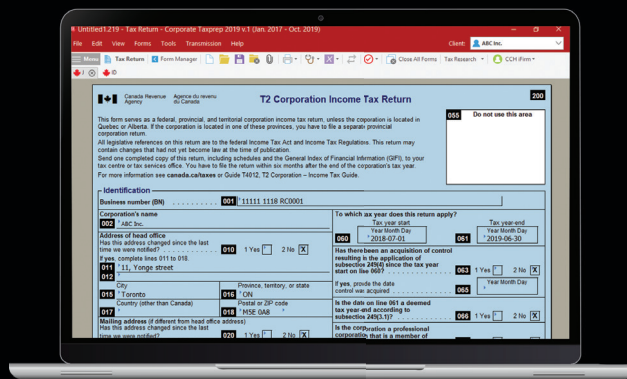 Untitled1.219 - Tax Return - Corporate Taxprep 2019 v.1 (Jan. 2017 - Oct. 2019)
File Edit View Forms Tools Transmission Help Client: ABC Inc.
Menu Tax Return Form Manager Close All Forms Tax Research CCH iFirm
Canada Revenue Agency Agence du revenu du Canada
T2 Corporation Income Tax Return
200
This form serves as a federal, provincial, and territorial corporation income tax return, unless the coporation is located in
Quebec or Alberta. If the corporation is located in one of these provinces, you have to file a separate provincial
corporation return.
All legislative references on this return are to the federal Income Tax Act and Income Tax Regulations. This return may
contain changes that had not yet become law at the time of publication.
Send one completed copy of this return, including schedules and the General Index of Financial Information (GIFI), to your
tax centre or tax services office. You have to file the return within six months after the end of the corporation's tax year.
For more information see canada.ca/taxes or Guide T4012, T2 Corporation – Income Tax Guide.
055 Do not use this area
Identification
Business number (BN) 001 11111 1118 RC0001
Corporation's name
002 ABC Inc.
Address of head office
Has this address changed since the last
time we were notified? 010 1 Yes 2 No X
If yes, complete lines 011 to 018.
011 11, Yonge street
012
City Province, territory, or state
015 Toronto 016 ON
Country (other than Canada) Postal or ZIP code
017 018 M5E 0A8
Mailing address (if different from head office address)
Has this address changed since the last
time we were notified? 020 1 Yes 2 No X
To which tax year does this return apply?
Tax year start Tax year-end
Year Month Day Year Month Day
060 2018-07-01 061 2019-06-30
Has there been an acquisition of control
resulting in the application of
subsection 249(4) since the tax year
start on line 060? 063 1 Yes 2 No X
If yes, provide the date
control was acquired 065 Year Month Day
Is the date on line 061 a deemed
tax year-end according to
subsection 249(3.1)? 066 1 Yes 2 No X
Is the corporation a professional
corporation that is a member of